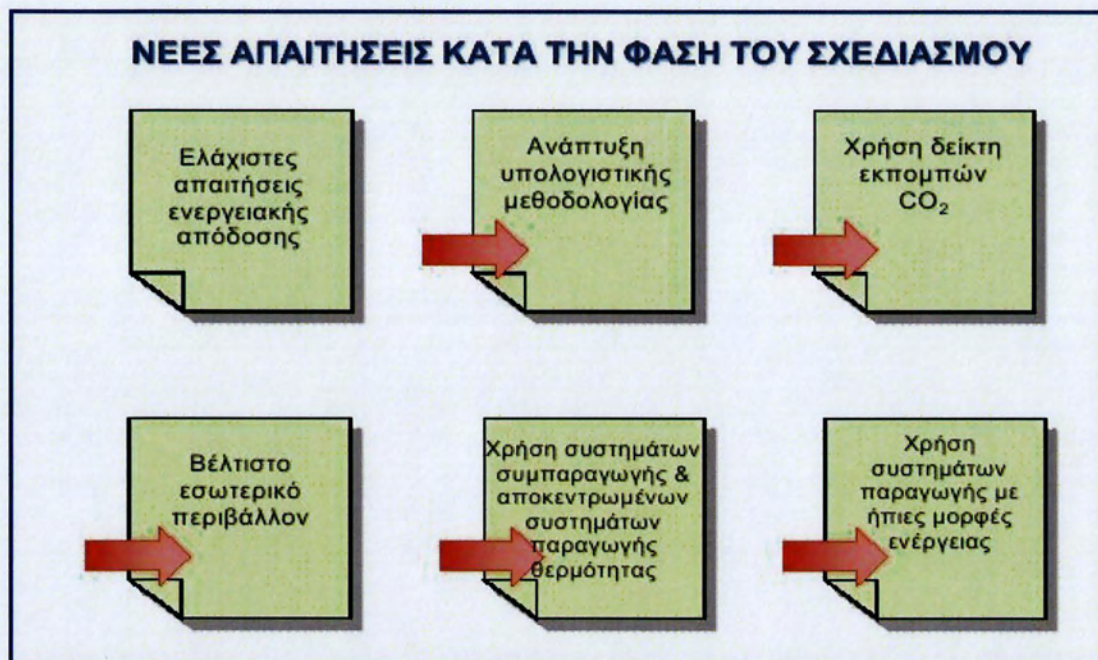 ΝΕΕΣ ΑΠΑΙΤΗΣΕΙΣ ΚΑΤΑ ΤΗΝ ΦΑΣΗ ΤΟΥ ΣΧΕΔΙΑΣΜΟΥ
Ελάχιστες
απαιτήσεις
ενεργειακής
απόδοσης
Ανάπτυξη
υπολογιστικής
μεθοδολογίας
Χρήση δείκτη
εκπομπών
CO₂
Βέλτιστο
εσωτερικό
περιβάλλον
Χρήση συστημάτων
συμπαραγωγής &
αποκεντρωμένων
συστημάτων
παραγωγής
θερμότητας
Χρήση
συστημάτων
παραγωγής με
ήπιες μορφές
ενέργειας